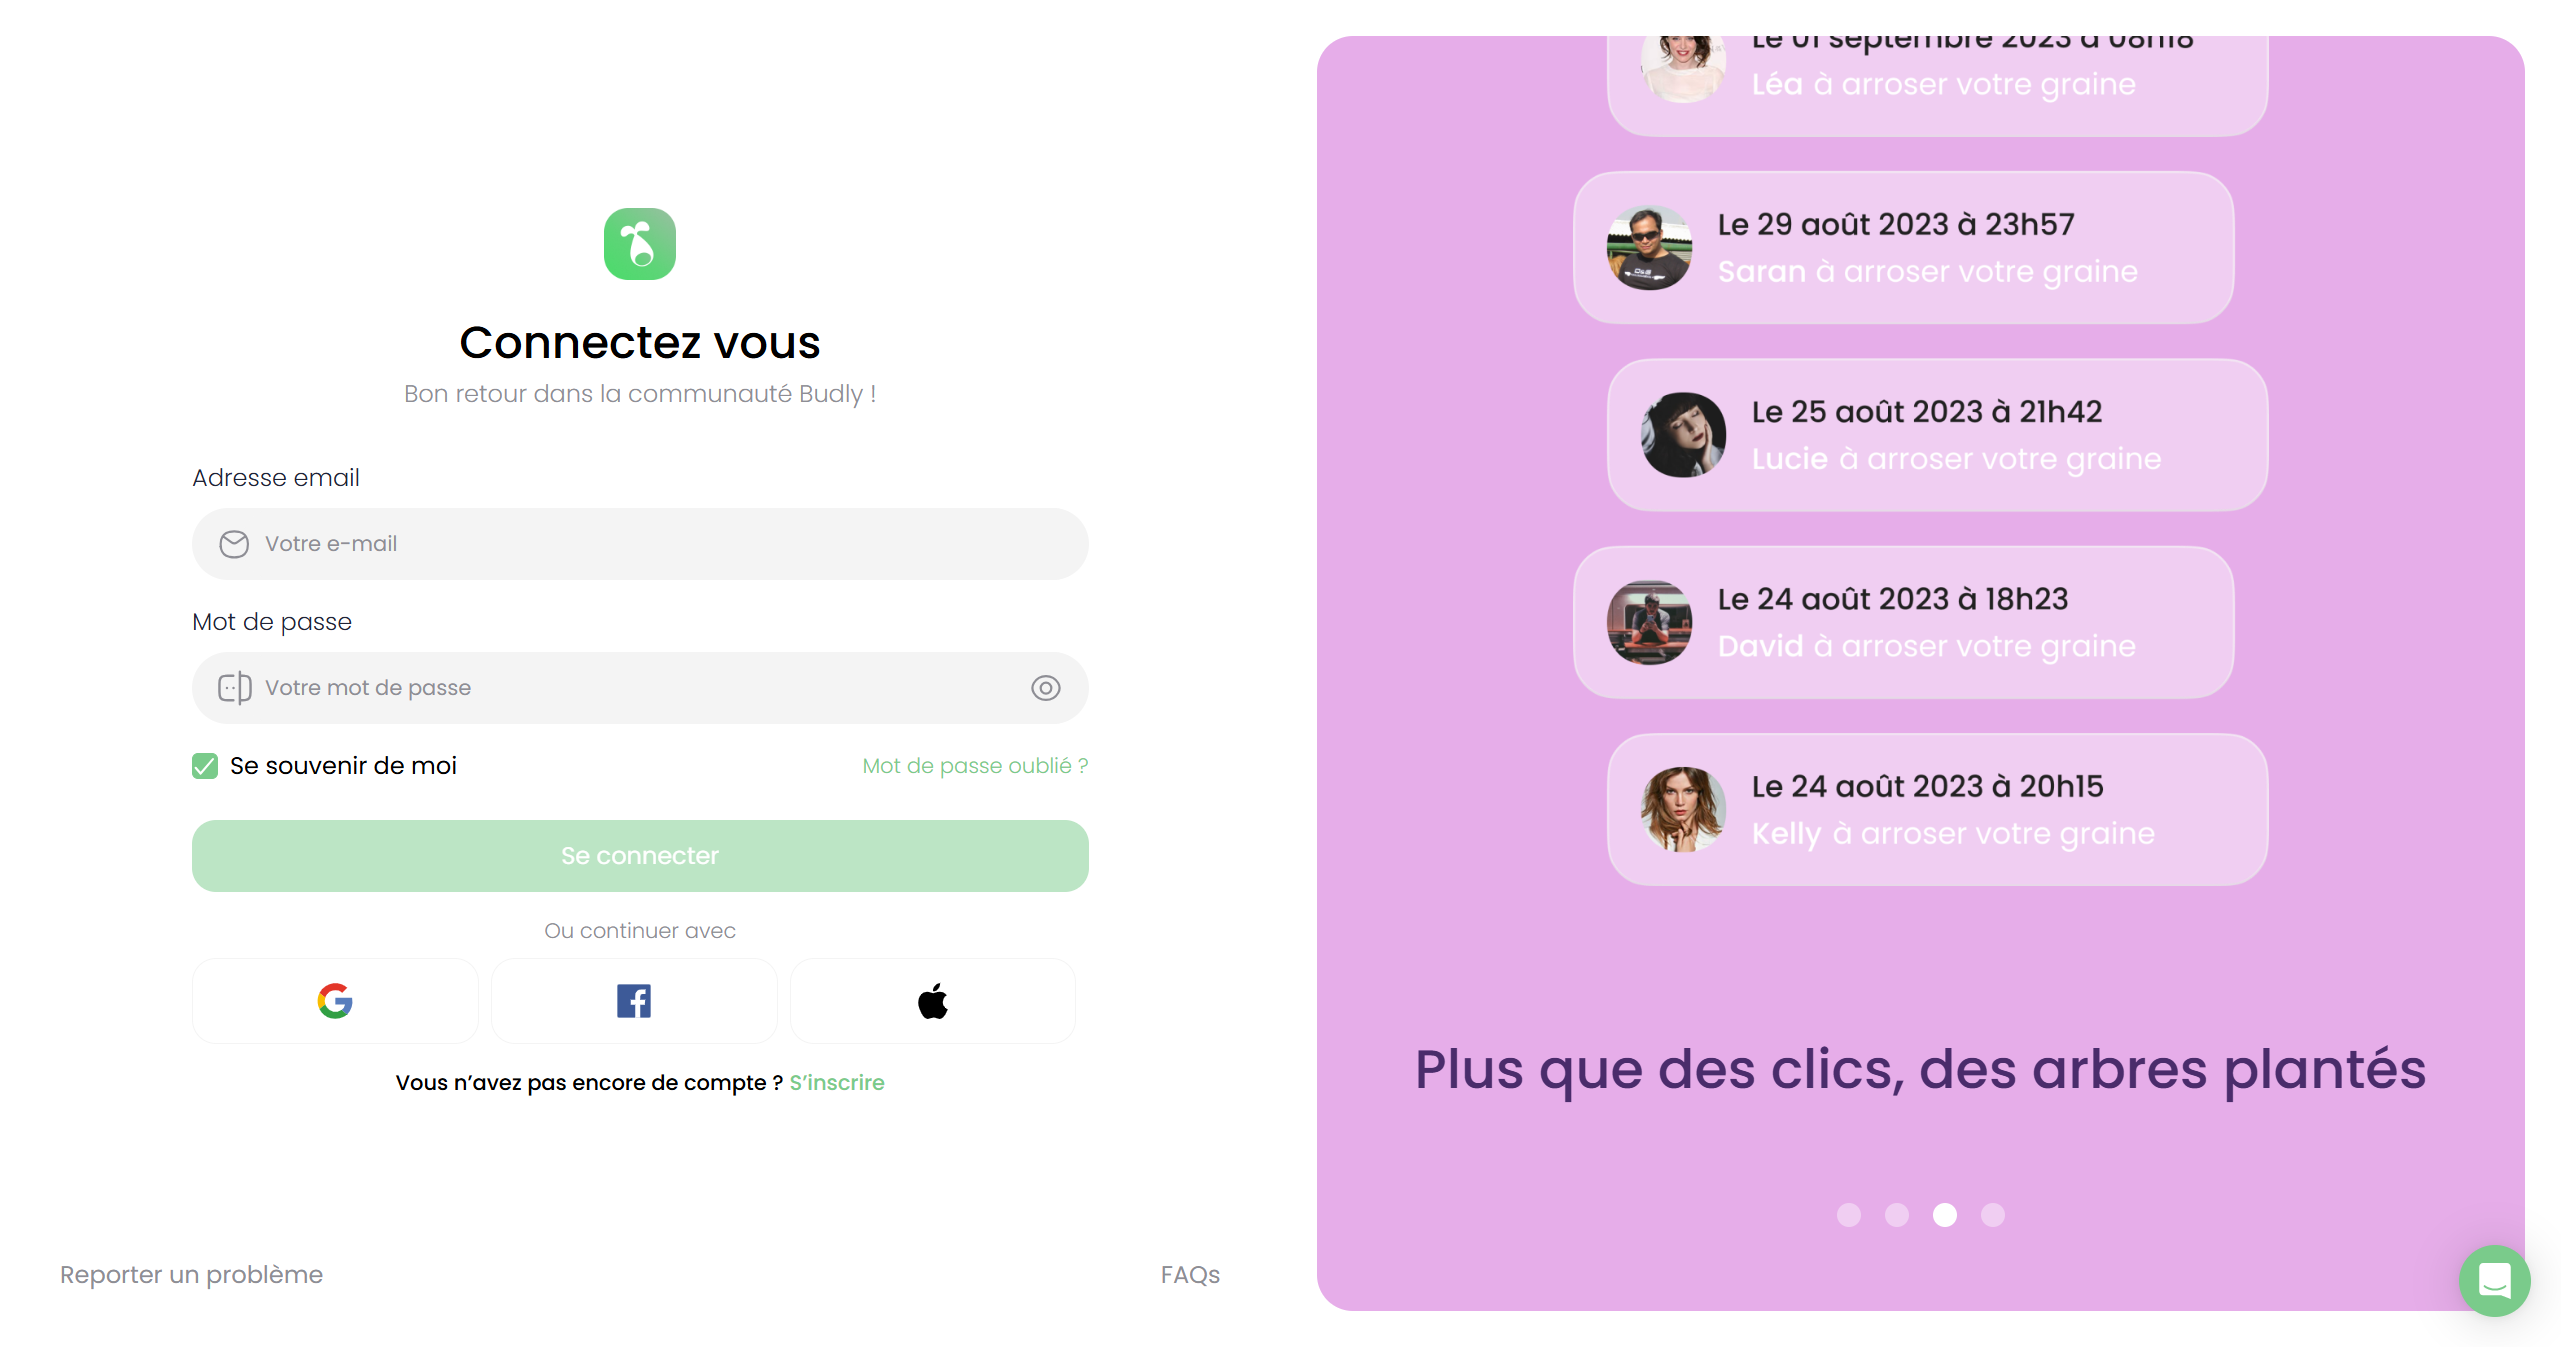 Connectez vous
Bon retour dans la communauté Budly !
Adresse email
Votre e-mail
Mot de passe
Votre mot de passe
Se souvenir de moi
Mot de passe oublié ?
Se connecter
Ou continuer avec
Vous n’avez pas encore de compte ? S’inscrire
Reporter un problème
FAQs
Le 01 septembre 2023 à 08h18
Léa à arroser votre graine
Le 29 août 2023 à 23h57
Saran à arroser votre graine
Le 25 août 2023 à 21h42
Lucie à arroser votre graine
Le 24 août 2023 à 18h23
David à arroser votre graine
Le 24 août 2023 à 20h15
Kelly à arroser votre graine
Plus que des clics, des arbres plantés